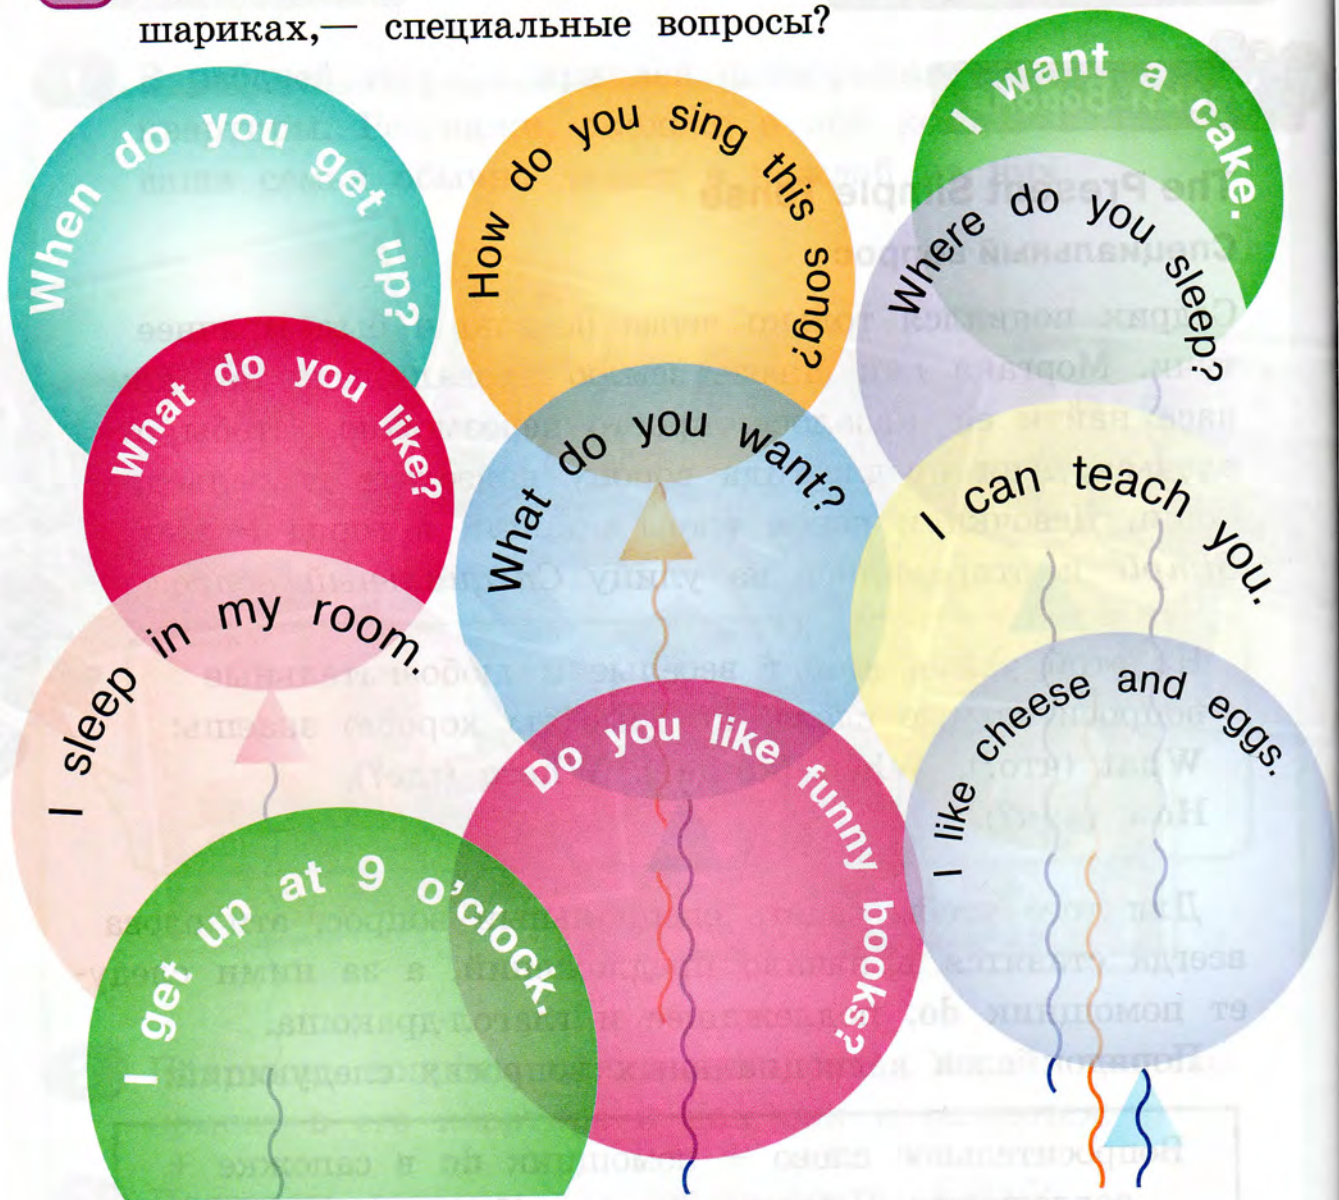 шариках,— специальные вопросы?
When do you get up?
How do you sing this song?
I want a cake.
Where do you sleep?
What do you like?
What do you want?
I can teach you.
I sleep in my room.
Do you like funny books?
I like cheese and eggs.
I get up at 9 o'clock.